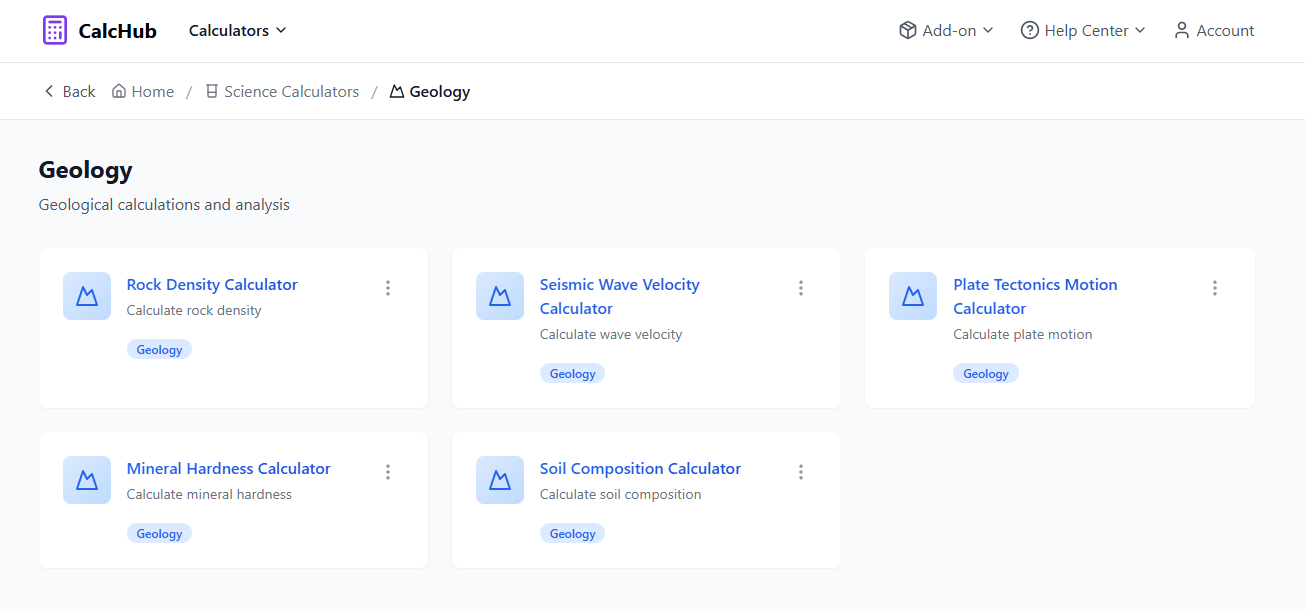 CalcHub Calculators Add-on Help Center Account
Back Home / Science Calculators / Geology
Geology
Geological calculations and analysis
Rock Density Calculator
Calculate rock density
Geology
Seismic Wave Velocity
Calculator
Calculate wave velocity
Geology
Plate Tectonics Motion
Calculator
Calculate plate motion
Geology
Mineral Hardness Calculator
Calculate mineral hardness
Geology
Soil Composition Calculator
Calculate soil composition
Geology